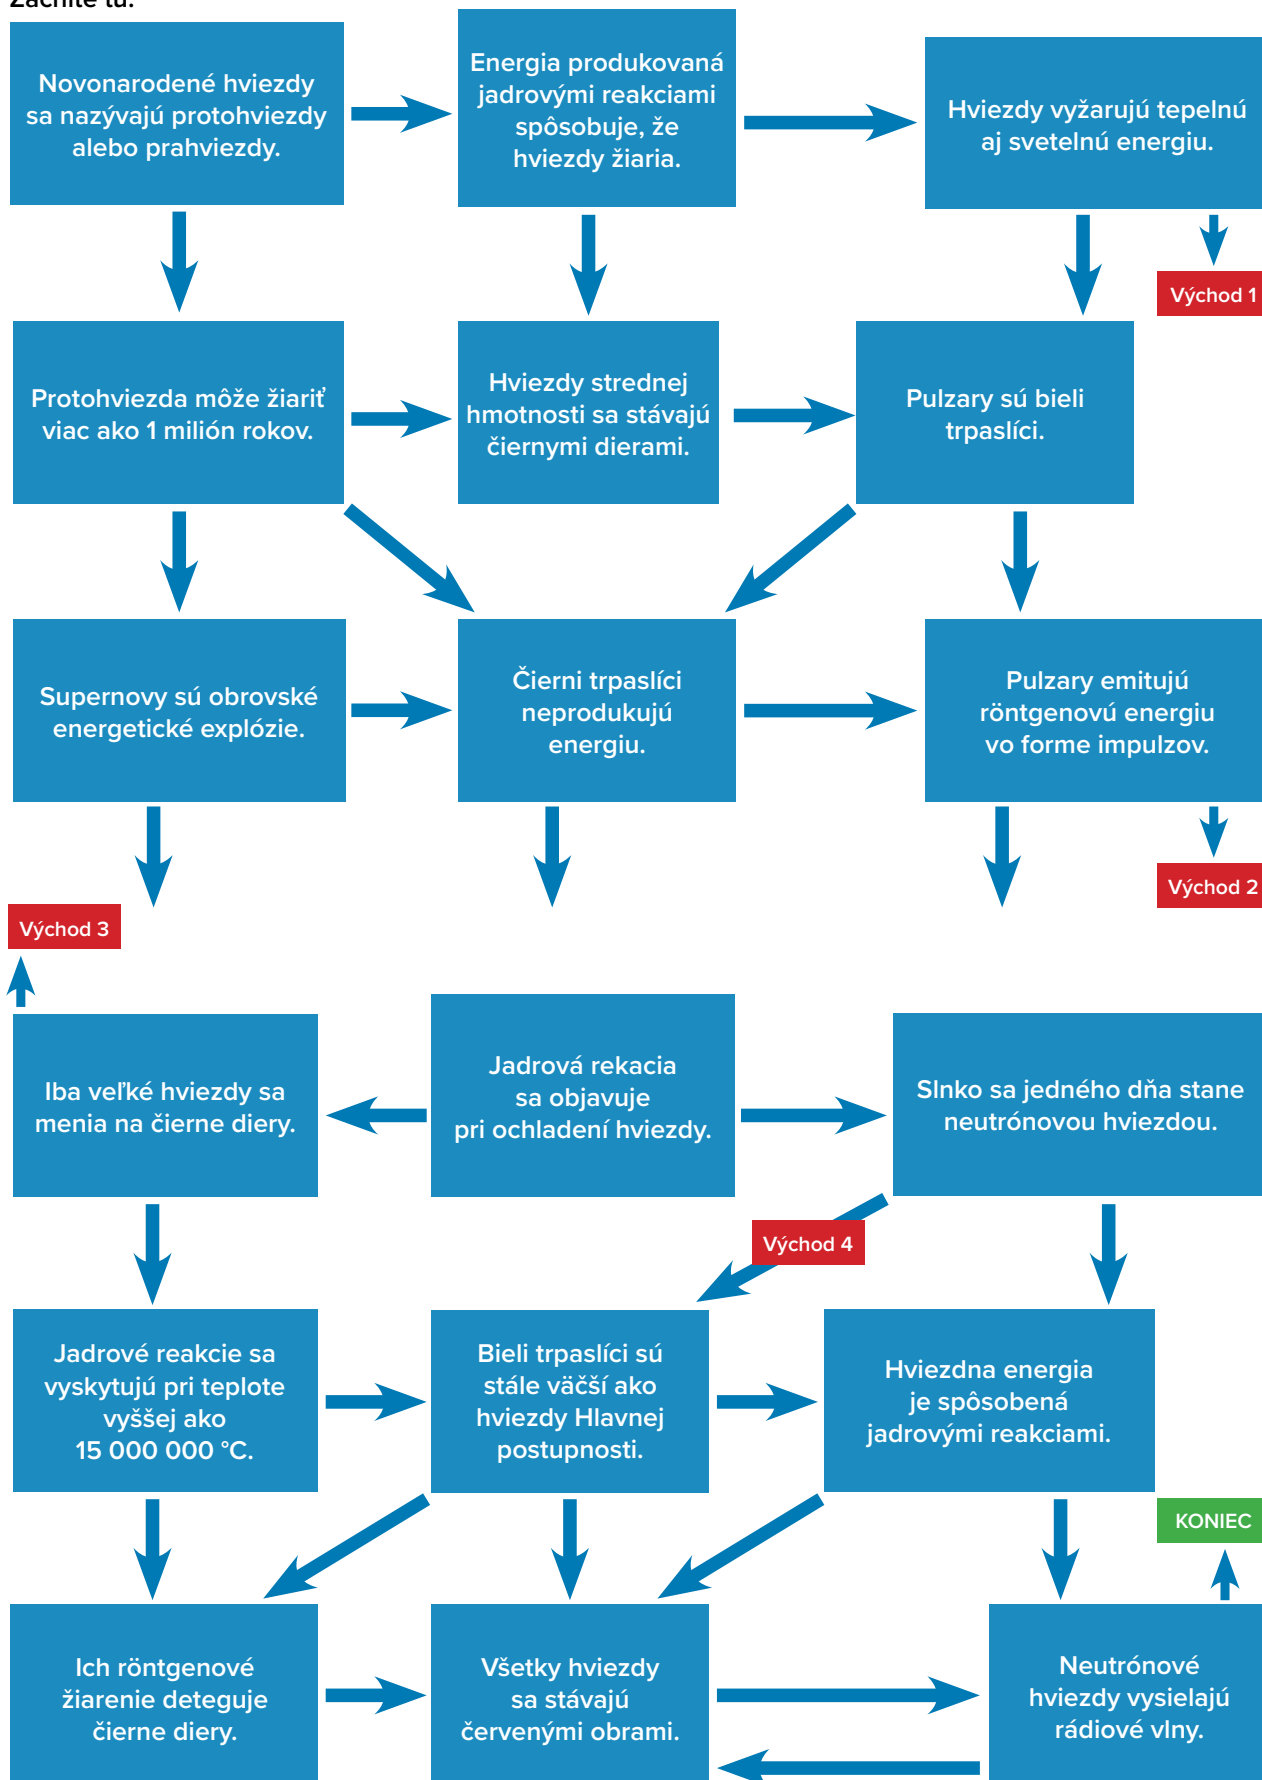 Začnite tu.
Novonarodené hviezdy
sa nazývajú protohviezdy
alebo prahviezdy.
Energia produkovaná
jadrovými reakciami
spôsobuje, že
hviezdy žiaria.
Hviezdy vyžarujú tepelnú
aj svetelnú energiu.
Východ 1
Protohviezda môže žiariť
viac ako 1 milión rokov.
Hviezdy strednej
hmotnosti sa stávajú
čiernymi dierami.
Pulzary sú bieli
trpaslíci.
Supernovy sú obrovské
energetické explózie.
Čierni trpaslíci
neprodukujú
energiu.
Pulzary emitujú
röntgenovú energiu
vo forme impulzov.
Východ 2
Východ 3
Iba veľké hviezdy sa
menia na čierne diery.
Jadrová rekacia
sa objavuje
pri ochladení hviezdy.
Slnko sa jedného dňa stane
neutrónovou hviezdou.
Východ 4
Jadrové reakcie sa
vyskytujú pri teplote
vyššej ako
15 000 000 °C.
Bieli trpaslíci sú
stále väčší ako
hviezdy Hlavnej
postupnosti.
Hviezdna energia
je spôsobená
jadrovými reakciami.
KONIEC
Ich röntgenové
žiarenie deteguje
čierne diery.
Všetky hviezdy
sa stávajú
červenými obrami.
Neutrónové
hviezdy vysielajú
rádiové vlny.